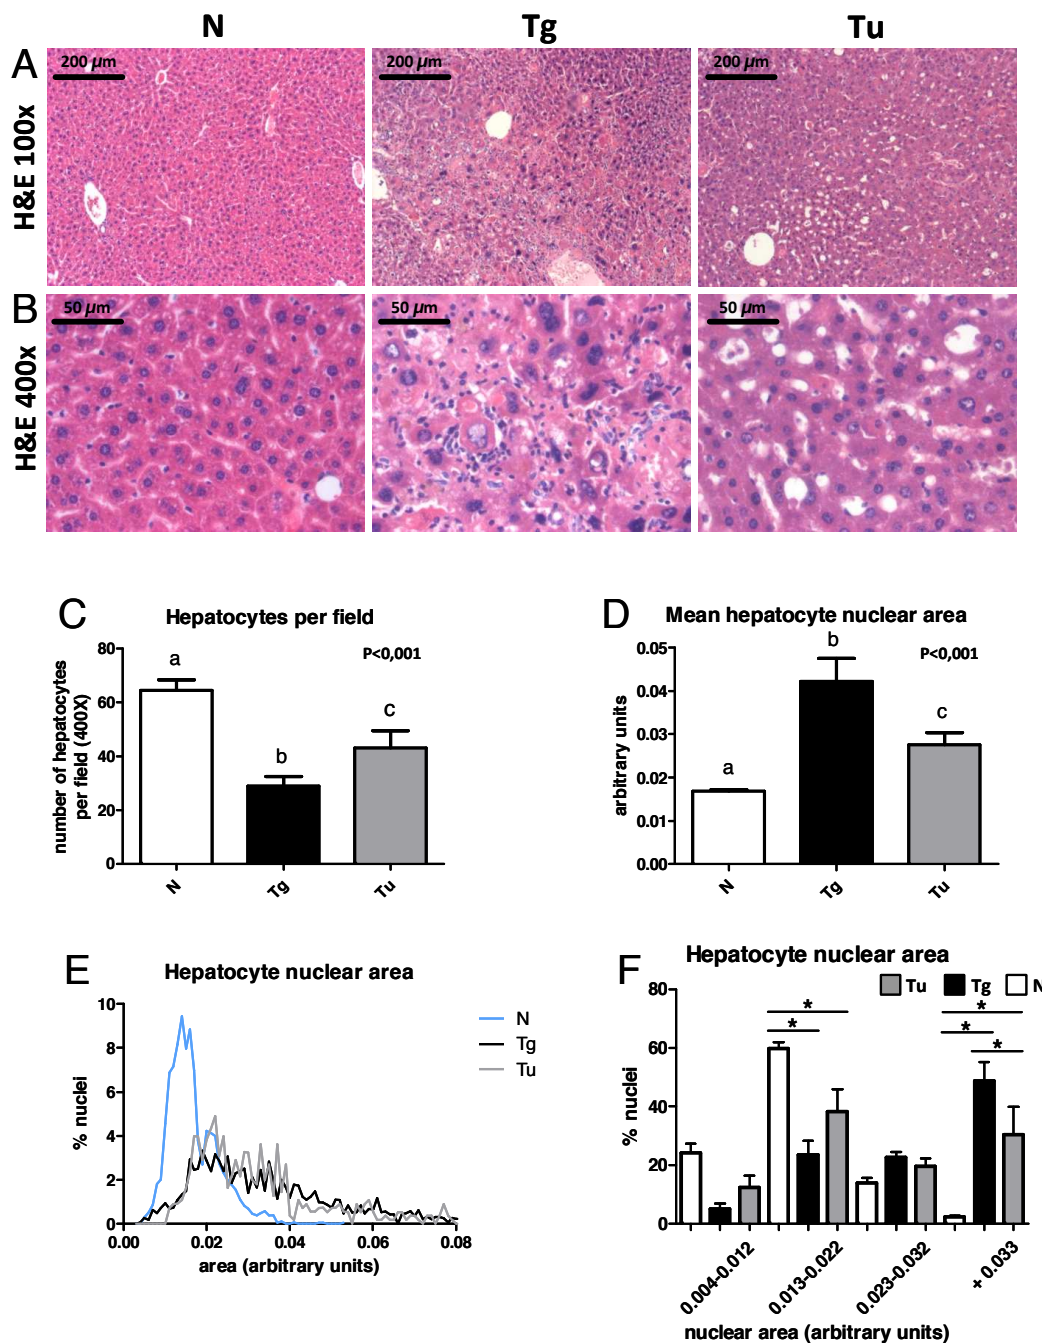 N Tg Tu
A
H&E 100x
200 µm 200 µm 200 µm
B
H&E 400x
50 µm 50 µm 50 µm
C
Hepatocytes per field
P<0,001
number of hepatocytes
per field (400X)
80
60
40
20
0
a
b
c
N Tg Tu
D
Mean hepatocyte nuclear area
P<0,001
arbitrary units
0.05
0.04
0.03
0.02
0.01
0.00
a
b
c
N Tg Tu
E
Hepatocyte nuclear area
% nuclei
10
8
6
4
2
0
N
Tg
Tu
0.00 0.02 0.04 0.06 0.08
area (arbitrary units)
F
Hepatocyte nuclear area
Tu Tg N
% nuclei
80
60
40
20
0
* * * * *
0.004-0.012 0.013-0.022 0.023-0.032 + 0.033
nuclear area (arbitrary units)